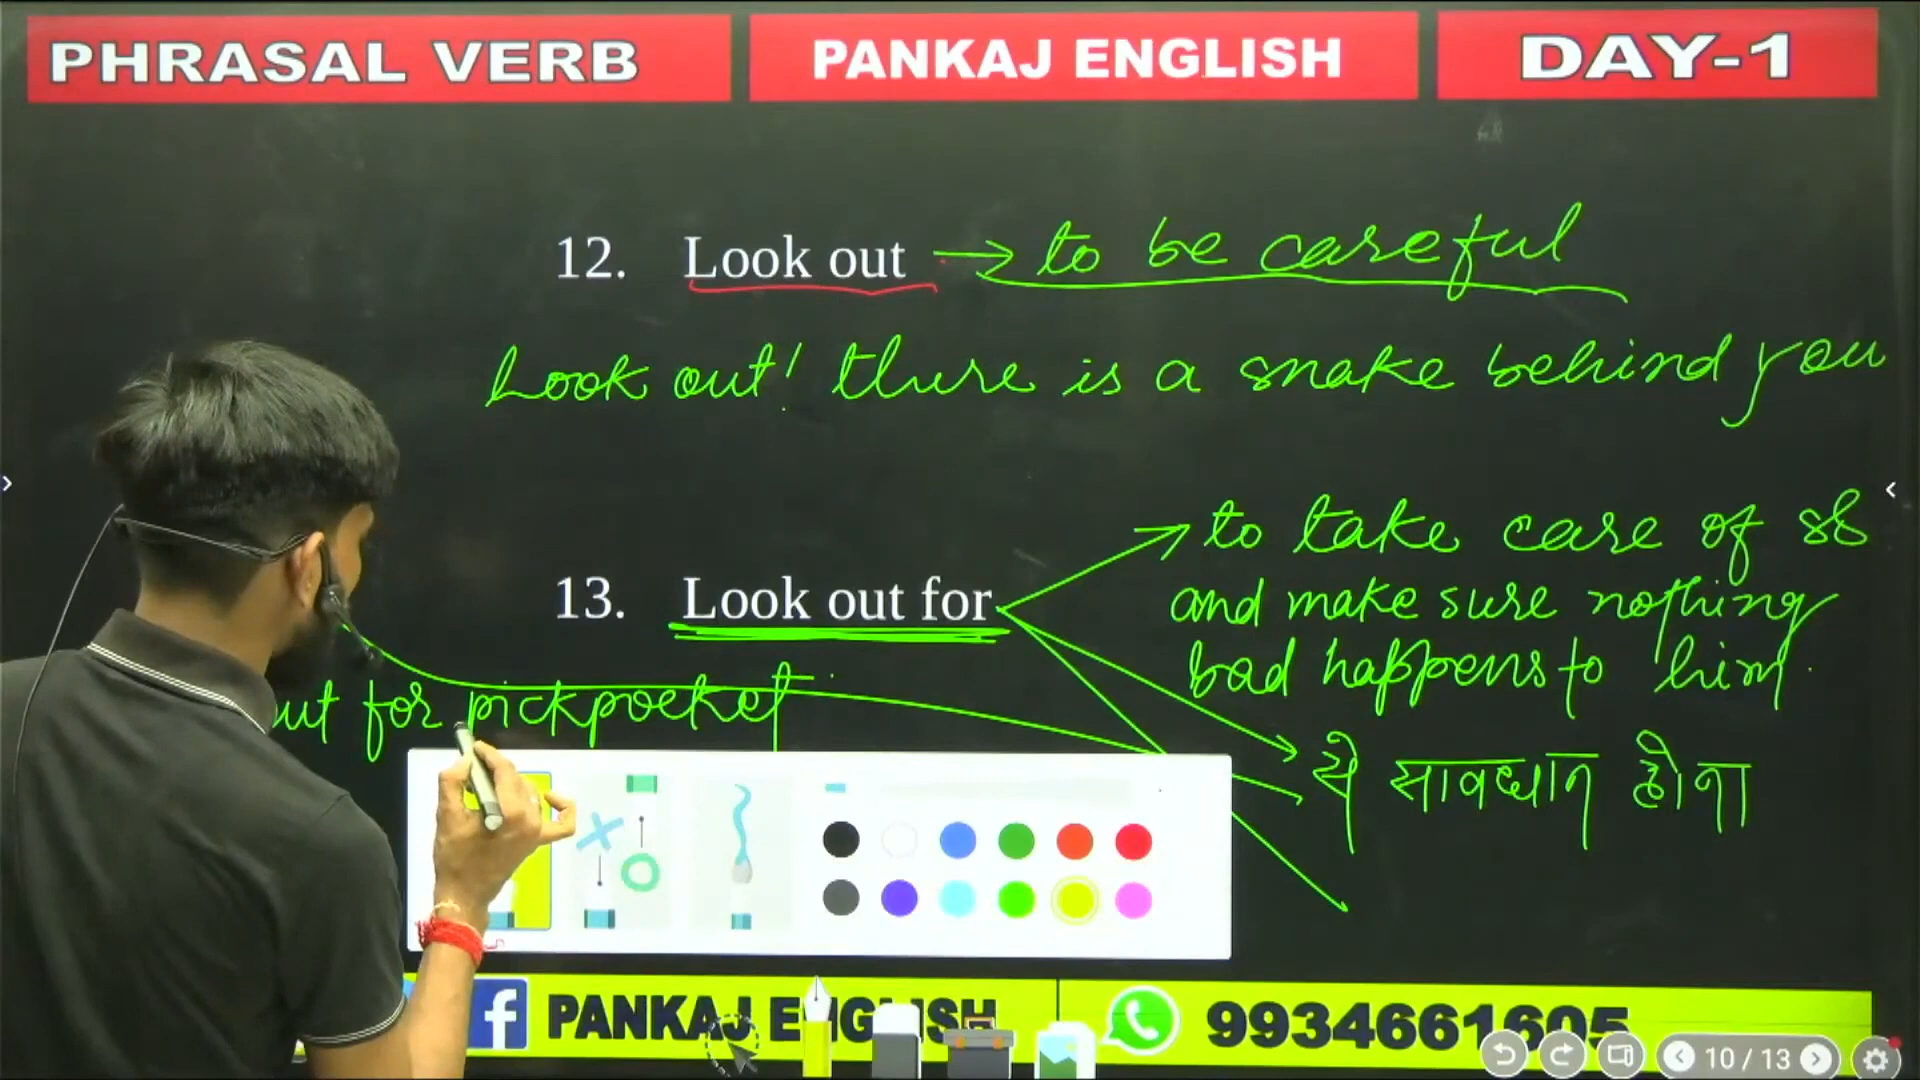 PHRASAL VERB
PANKAJ ENGLISH
DAY-1
12. Look out → to be careful
Look out! there is a snake behind you
13. Look out for
to take care of sb
and make sure nothing
bad happens to him.
out for pickpocket
से सावधान होना
PANKAJ ENGLISH
9934661605
10 / 13